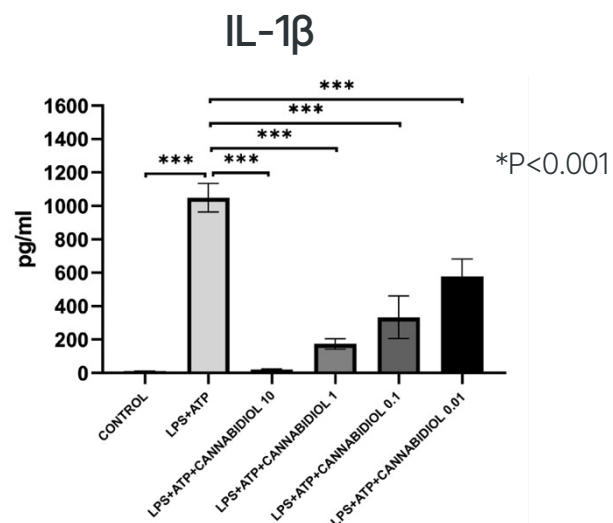 IL-1β
***
***
***
*** ***
*P<0.001
pg/ml
1600
1400
1200
1000
800
600
400
200
0
CONTROL
LPS+ATP
LPS+ATP+CANNABIDIOL 10
LPS+ATP+CANNABIDIOL 1
LPS+ATP+CANNABIDIOL 0.1
LPS+ATP+CANNABIDIOL 0.01